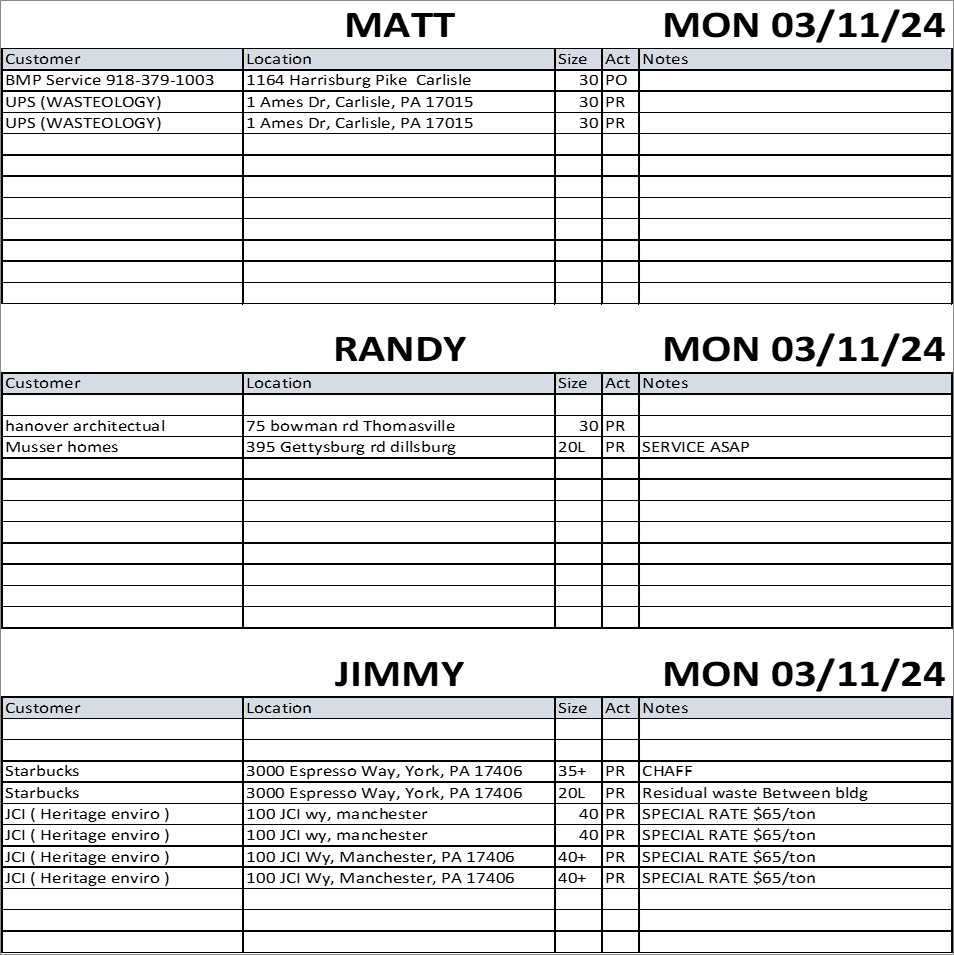 MATT MON 03/11/24
Customer Location Size Act Notes
BMP Service 918-379-1003 1164 Harrisburg Pike  Carlisle 30 PO
UPS (WASTEOLOGY) 1 Ames Dr, Carlisle, PA 17015 30 PR
UPS (WASTEOLOGY) 1 Ames Dr, Carlisle, PA 17015 30 PR
RANDY MON 03/11/24
Customer Location Size Act Notes
hanover architectual 75 bowman rd Thomasville 30 PR
Musser homes 395 Gettysburg rd dillsburg 20L PR SERVICE ASAP
JIMMY MON 03/11/24
Customer Location Size Act Notes
Starbucks 3000 Espresso Way, York, PA 17406 35+ PR CHAFF
Starbucks 3000 Espresso Way, York, PA 17406 20L PR Residual waste Between bldg
JCI ( Heritage enviro ) 100 JCI wy, manchester 40 PR SPECIAL RATE $65/ton
JCI ( Heritage enviro ) 100 JCI wy, manchester 40 PR SPECIAL RATE $65/ton
JCI ( Heritage enviro ) 100 JCI Wy, Manchester, PA 17406 40+ PR SPECIAL RATE $65/ton
JCI ( Heritage enviro ) 100 JCI Wy, Manchester, PA 17406 40+ PR SPECIAL RATE $65/ton